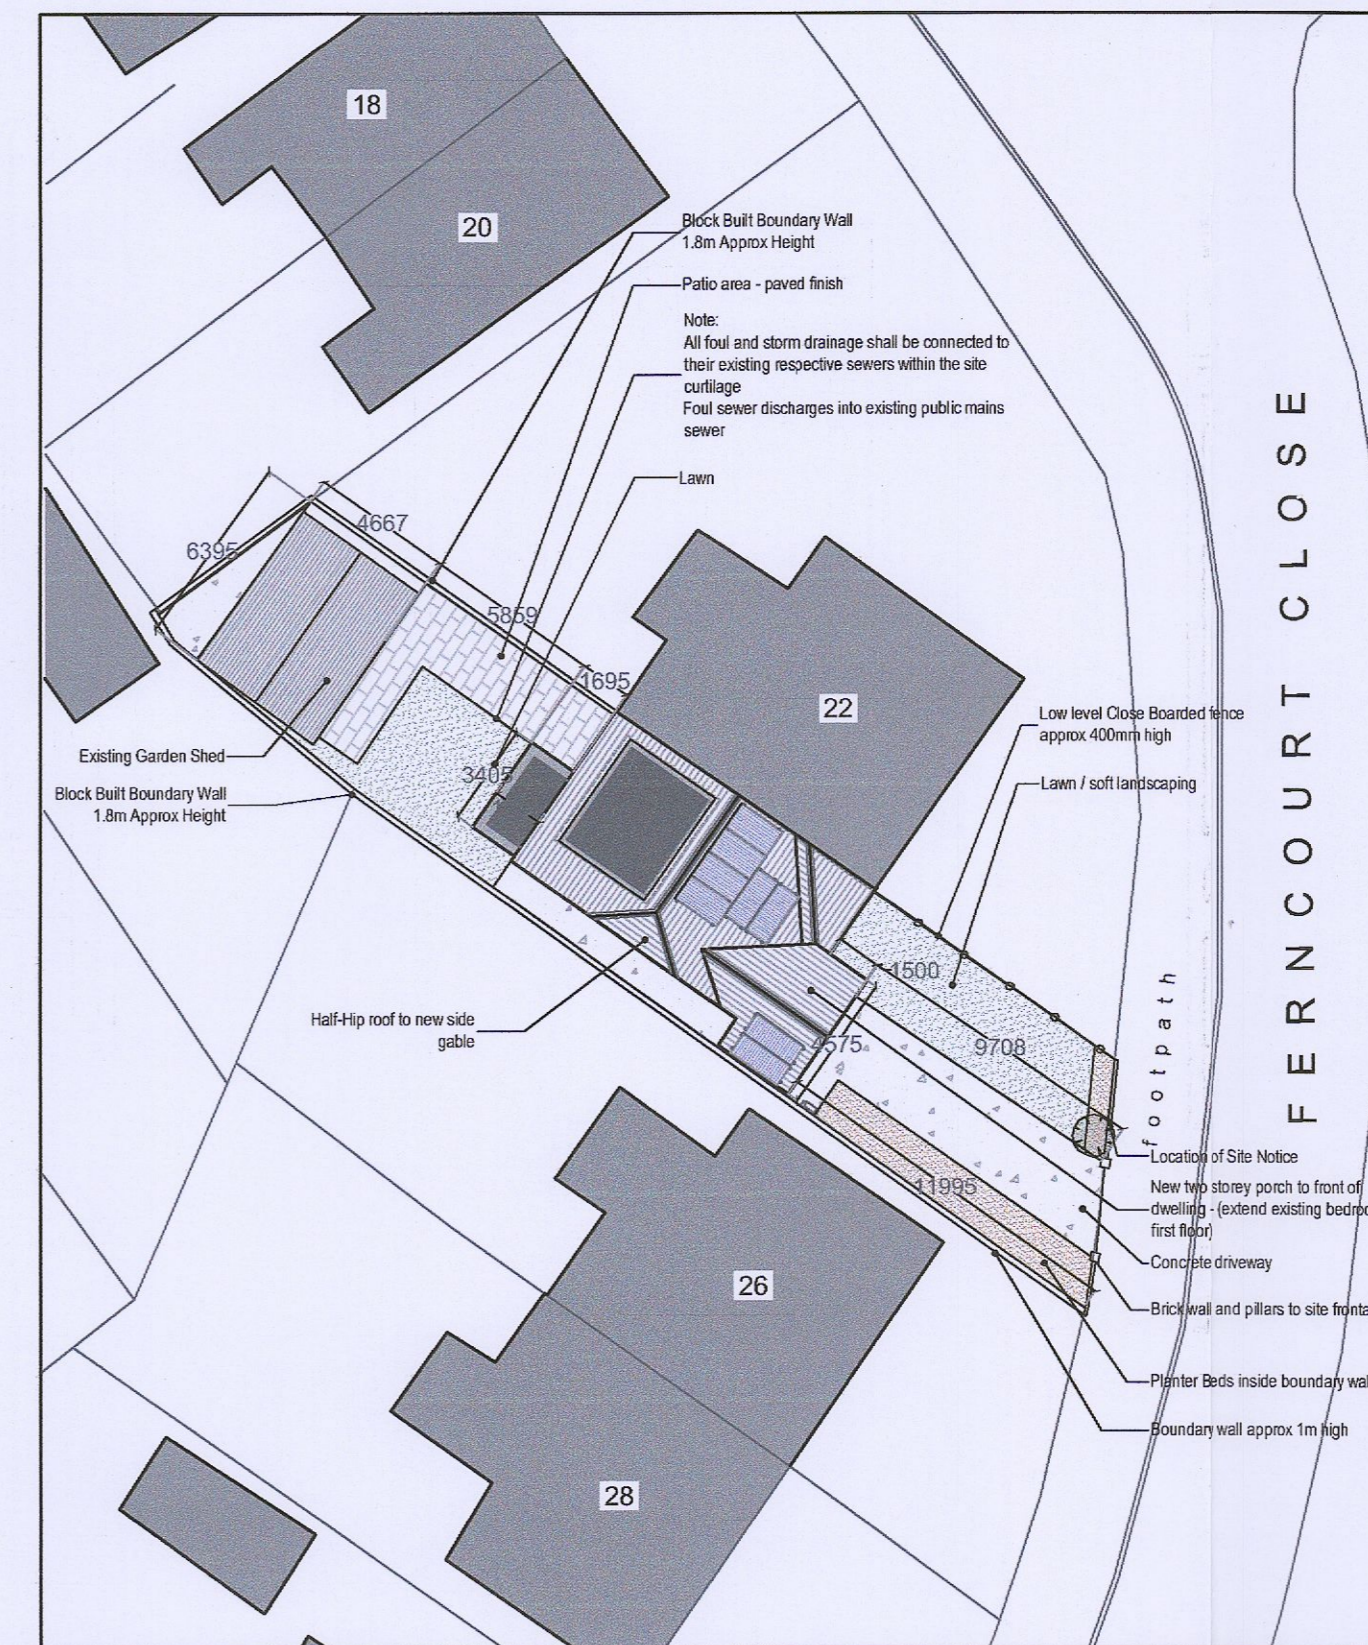 18
20
Block Built Boundary Wall
1.8m Approx Height
Patio area - paved finish
Note:
All foul and storm drainage shall be connected to
their existing respective sewers within the site
curtilage
Foul sewer discharges into existing public mains
sewer
Lawn
4667
6395
5859
1695
22
Low level Close Boarded fence
approx 400mm high
Lawn / soft landscaping
Existing Garden Shed
3405
Block Built Boundary Wall
1.8m Approx Height
FERNCOURT CLOSE
footpath
1500
9708
4575
Half-Hip roof to new side
gable
11995
Location of Site Notice
New two storey porch to front of
dwelling - (extend existing
first floor)
Concrete driveway
Brick wall and pillars to site
Planter Beds inside boundary
Boundary wall approx 1m high
26
28